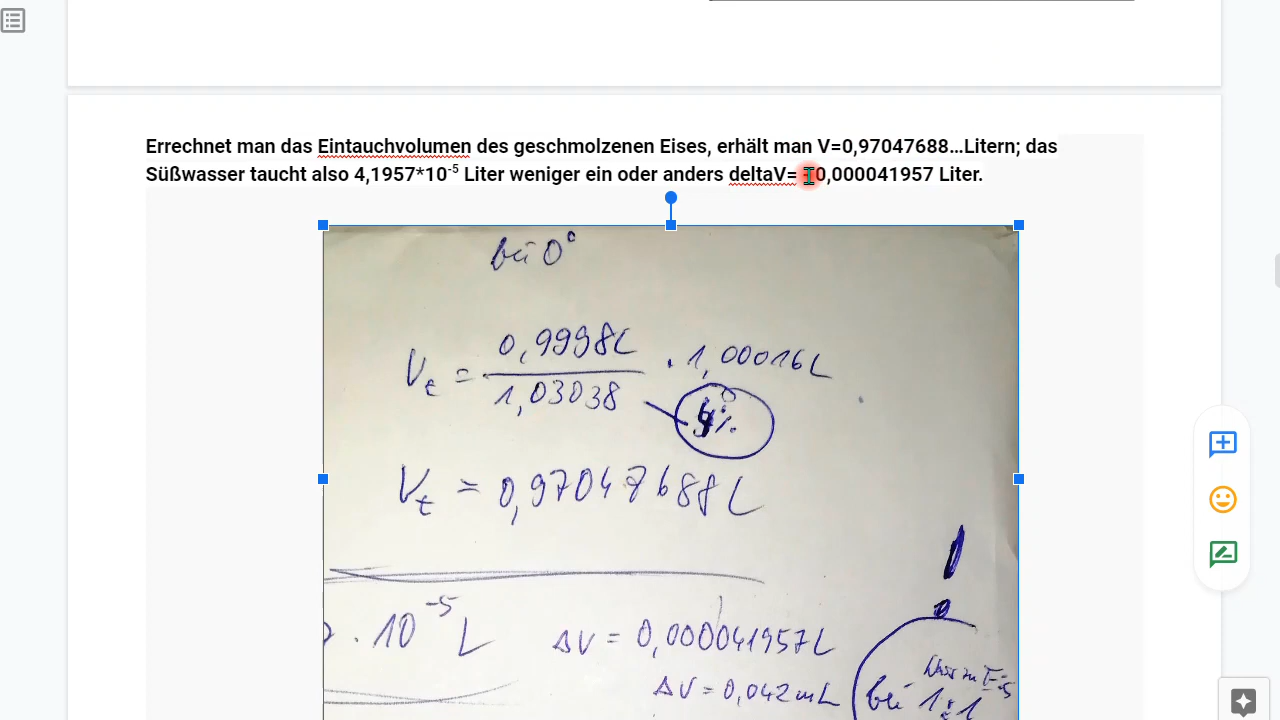 Errechnet man das Eintauchvolumen des geschmolzenen Eises, erhält man V=0,97047688...Litern; das
Süßwasser taucht also 4,1957*10⁻⁵ Liter weniger ein oder anders deltaV= 0,000041957 Liter.
bei 0°
Vt = 0,9998L / 1,03038 · 1,00016L
%
Vt = 0,97047688L
· 10⁻⁵ L
ΔV = 0,000041957L
ΔV = 0,042mL
bei 1:1